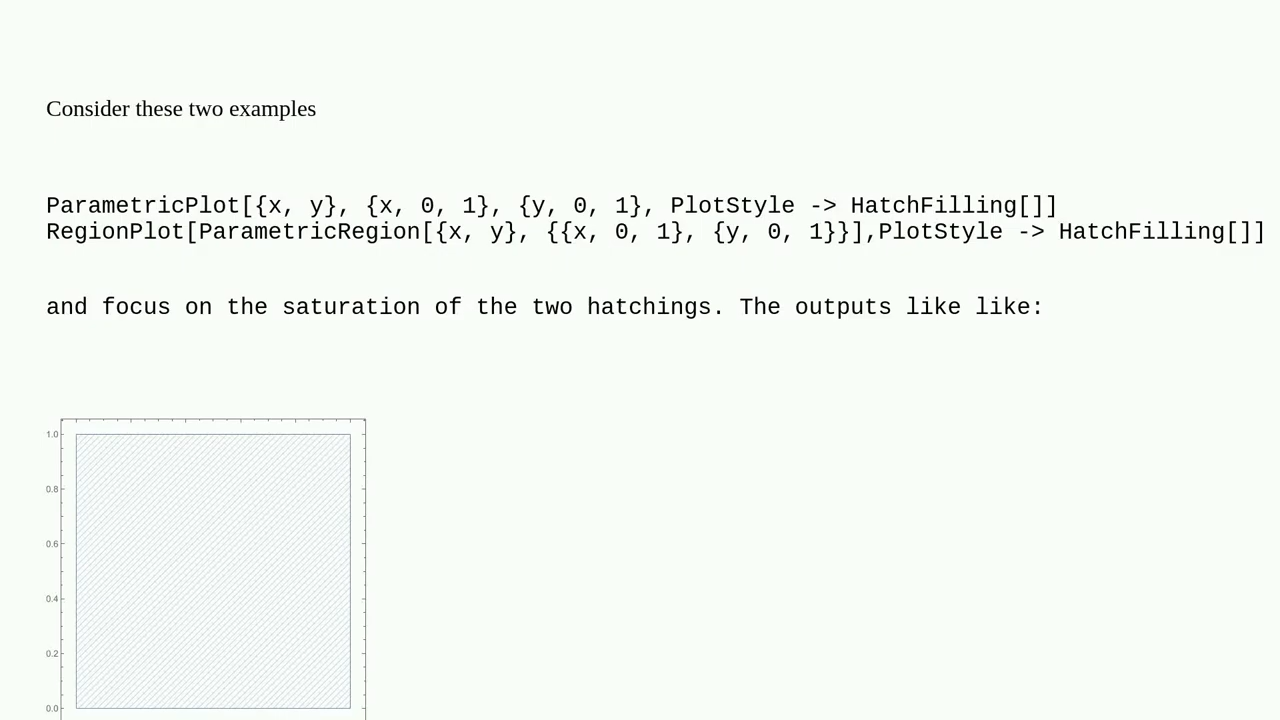 Consider these two examples
ParametricPlot[{x, y}, {x, 0, 1}, {y, 0, 1}, PlotStyle -> HatchFilling[]]
RegionPlot[ParametricRegion[{x, y}, {{x, 0, 1}, {y, 0, 1}}],PlotStyle -> HatchFilling[]]
and focus on the saturation of the two hatchings. The outputs like like:
1.0
0.8
0.6
0.4
0.2
0.0